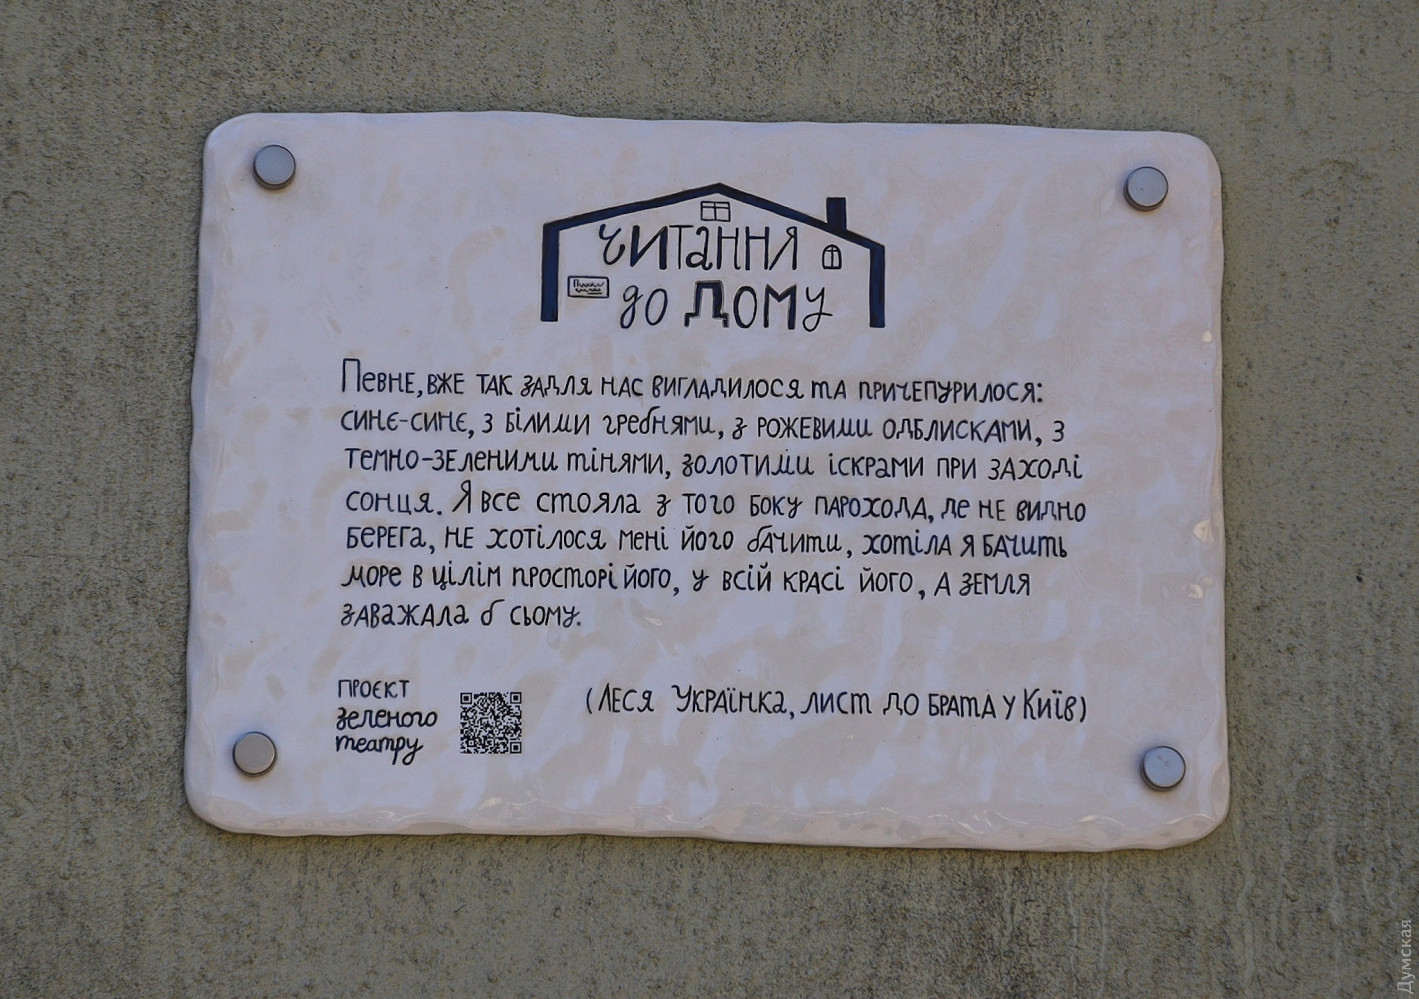 читання
до дому
Певне, вже так задля нас вигладилося та причепурилося:
синє-синє, з білими гребнями, з рожевими одблисками, з
темно-зеленими тінями, золотими іскрами при заході
сонця. Я все стояла з того боку парохода, де не видно
берега, не хотілося мені його бачити, хотіла я бачить
море в цілім просторі його, у всій красі його, а земля
заважала б сьому.
проєкт
зеленого
театру
(Леся Українка, лист до брата у Київ)
Думская